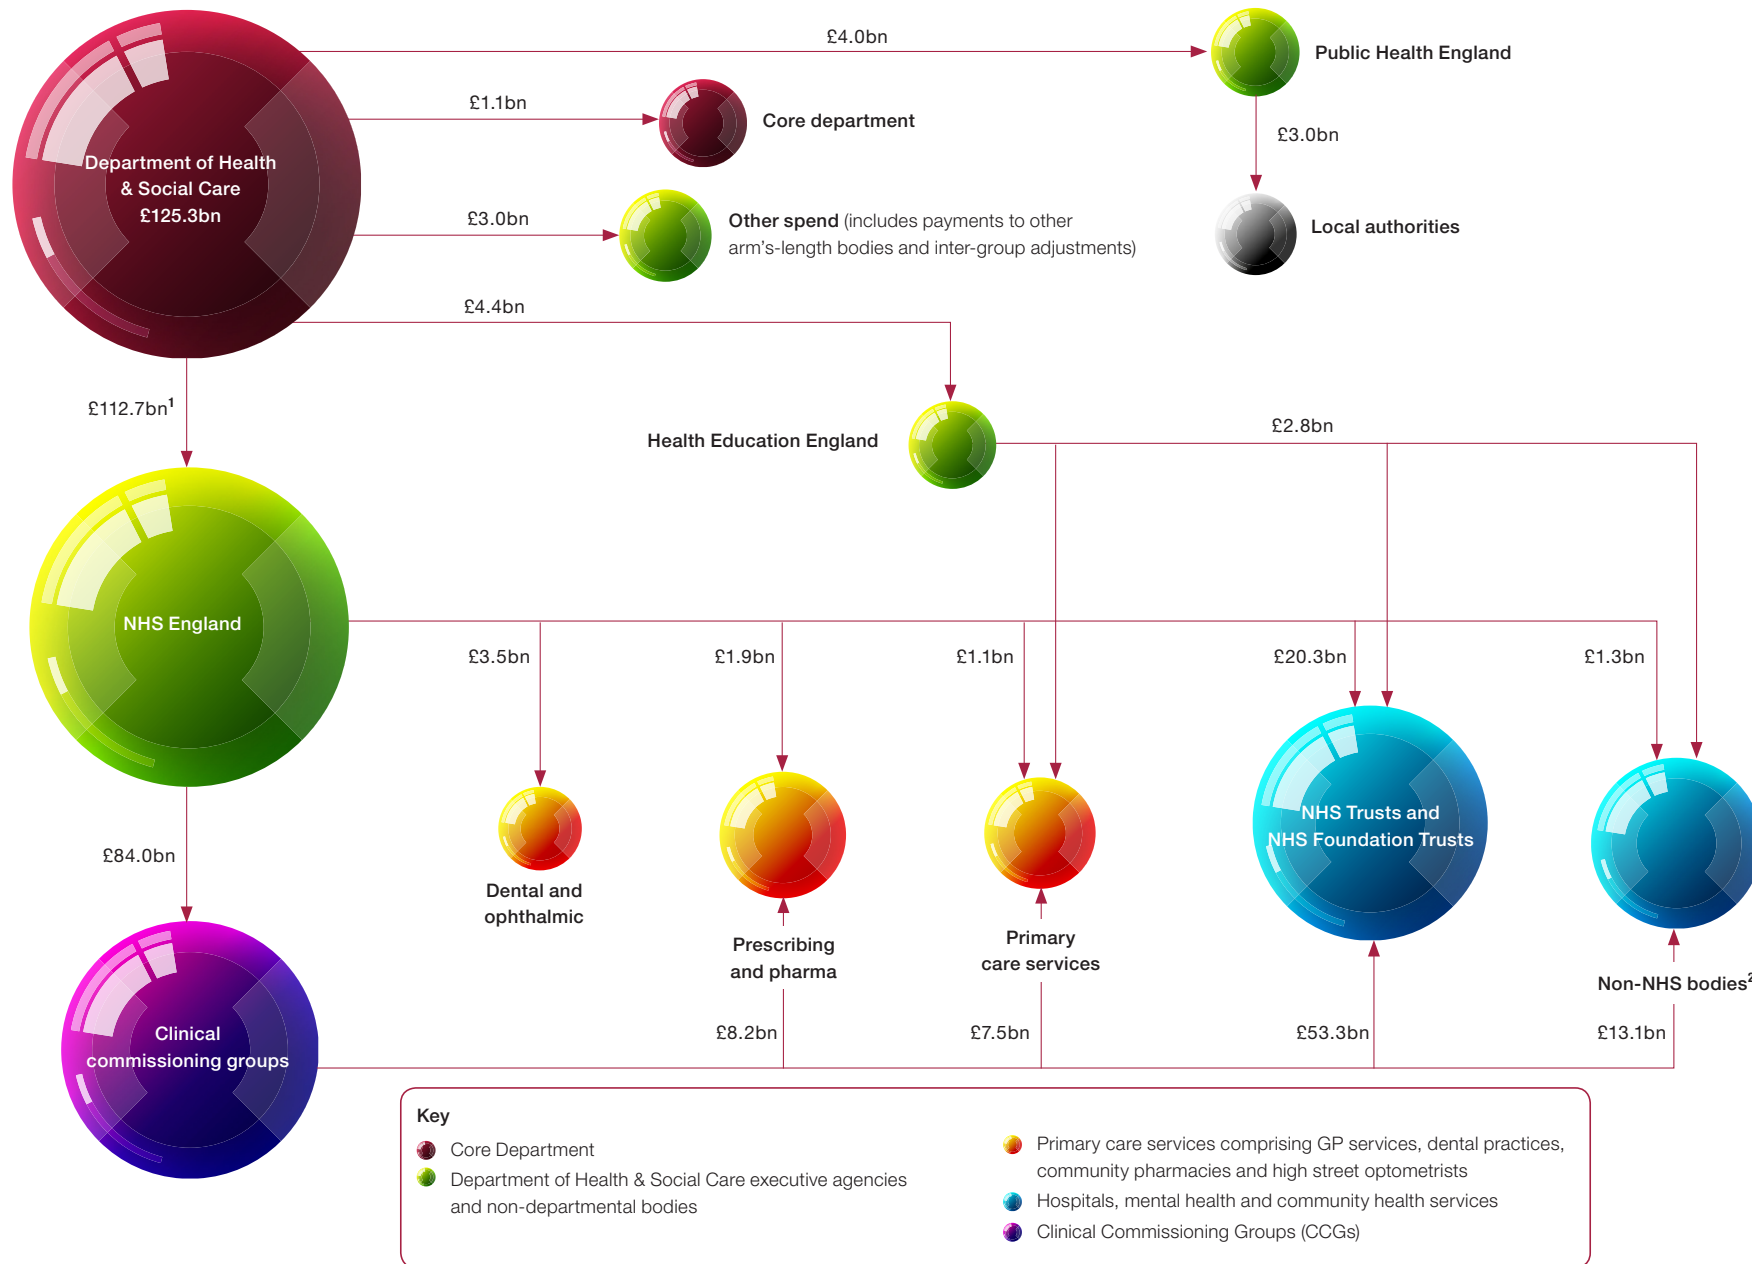 £4.0bn
Public Health England
£1.1bn
Core department
£3.0bn
Department of Health
& Social Care
£125.3bn
£3.0bn
Other spend (includes payments to other
arm's-length bodies and inter-group adjustments)
Local authorities
£4.4bn
£112.7bn¹
Health Education England
£2.8bn
NHS England
£3.5bn
£1.9bn
£1.1bn
£20.3bn
£1.3bn
£84.0bn
Dental and
ophthalmic
Prescribing
and pharma
Primary
care services
NHS Trusts and
NHS Foundation Trusts
Non-NHS bodies²
Clinical
commissioning groups
£8.2bn
£7.5bn
£53.3bn
£13.1bn
Key
Core Department
Department of Health & Social Care executive agencies
and non-departmental bodies
Primary care services comprising GP services, dental practices,
community pharmacies and high street optometrists
Hospitals, mental health and community health services
Clinical Commissioning Groups (CCGs)